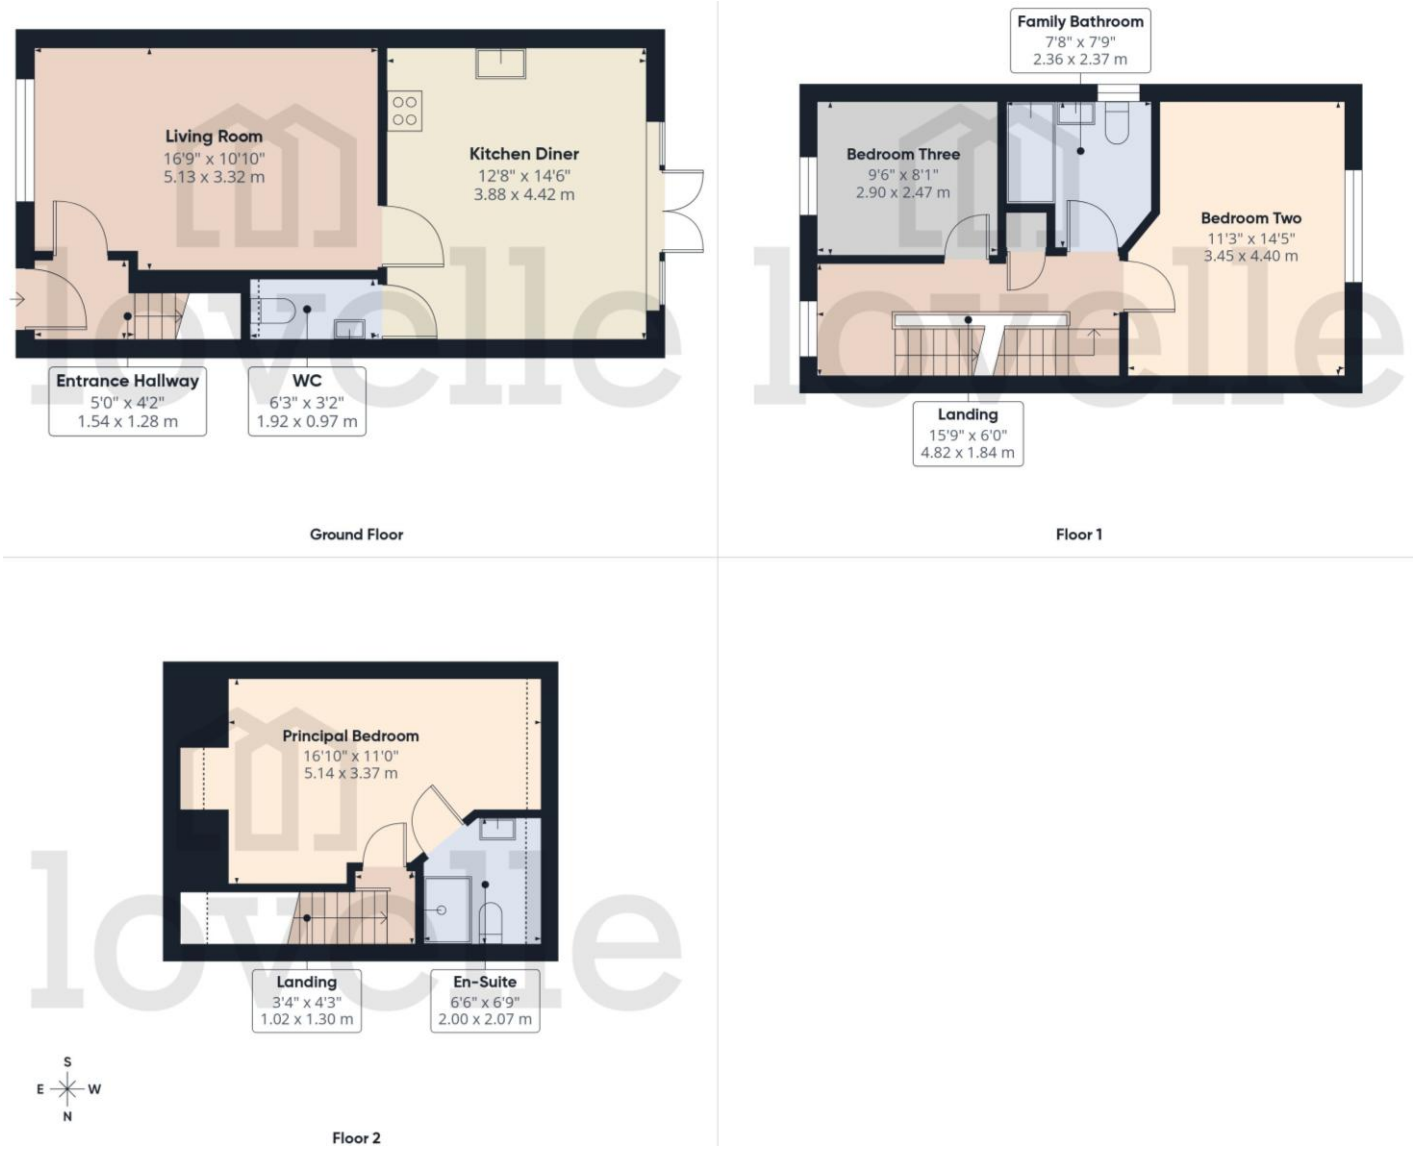 Living Room
16'9" x 10'10"
5.13 x 3.32 m
Kitchen Diner
12'8" x 14'6"
3.88 x 4.42 m
Entrance Hallway
5'0" x 4'2"
1.54 x 1.28 m
WC
6'3" x 3'2"
1.92 x 0.97 m
Ground Floor
lovelle
Family Bathroom
7'8" x 7'9"
2.36 x 2.37 m
Bedroom Three
9'6" x 8'1"
2.90 x 2.47 m
Bedroom Two
11'3" x 14'5"
3.45 x 4.40 m
Landing
15'9" x 6'0"
4.82 x 1.84 m
Floor 1
lovelle
Principal Bedroom
16'10" x 11'0"
5.14 x 3.37 m
Landing
3'4" x 4'3"
1.02 x 1.30 m
En-Suite
6'6" x 6'9"
2.00 x 2.07 m
lovelle
S
E W
N
Floor 2